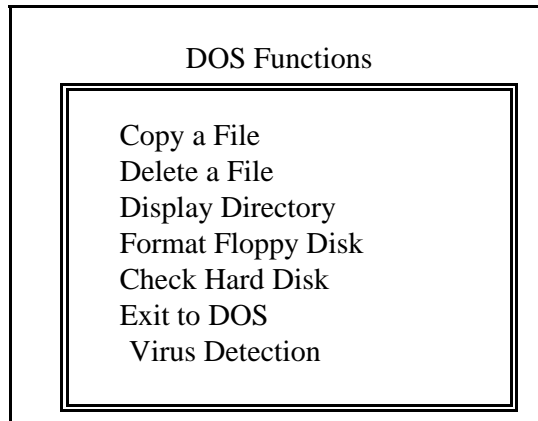 DOS Functions
Copy a File
Delete a File
Display Directory
Format Floppy Disk
Check Hard Disk
Exit to DOS
Virus Detection